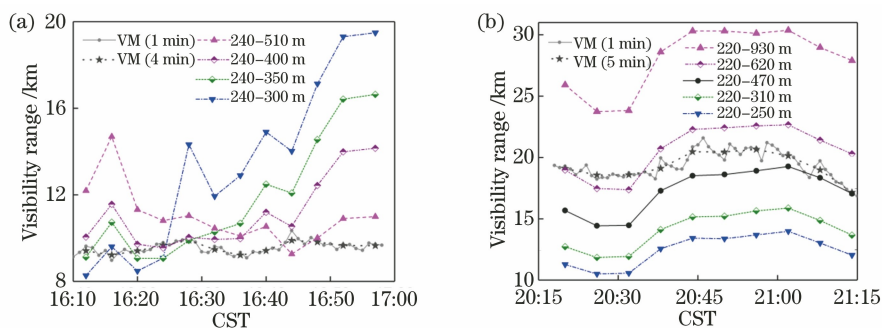 (a)
Visibility range /km
20
16
12
8
VM (1 min)
VM (4 min)
240–510 m
240–400 m
240–350 m
240–300 m
16:10
16:20
16:30
16:40
16:50
17:00
CST
(b)
Visibility range /km
30
25
20
15
10
VM (1 min)
VM (5 min)
220–930 m
220–620 m
220–470 m
220–310 m
220–250 m
20:15
20:30
20:45
21:00
21:15
CST